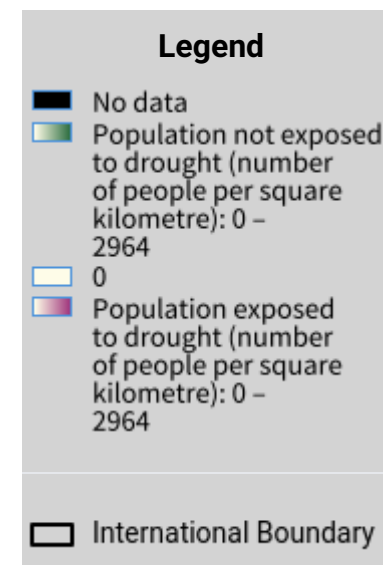 Legend
No data
Population not exposed
to drought (number
of people per square
kilometre): 0 –
2964
0
Population exposed
to drought (number
of people per square
kilometre): 0 –
2964
International Boundary